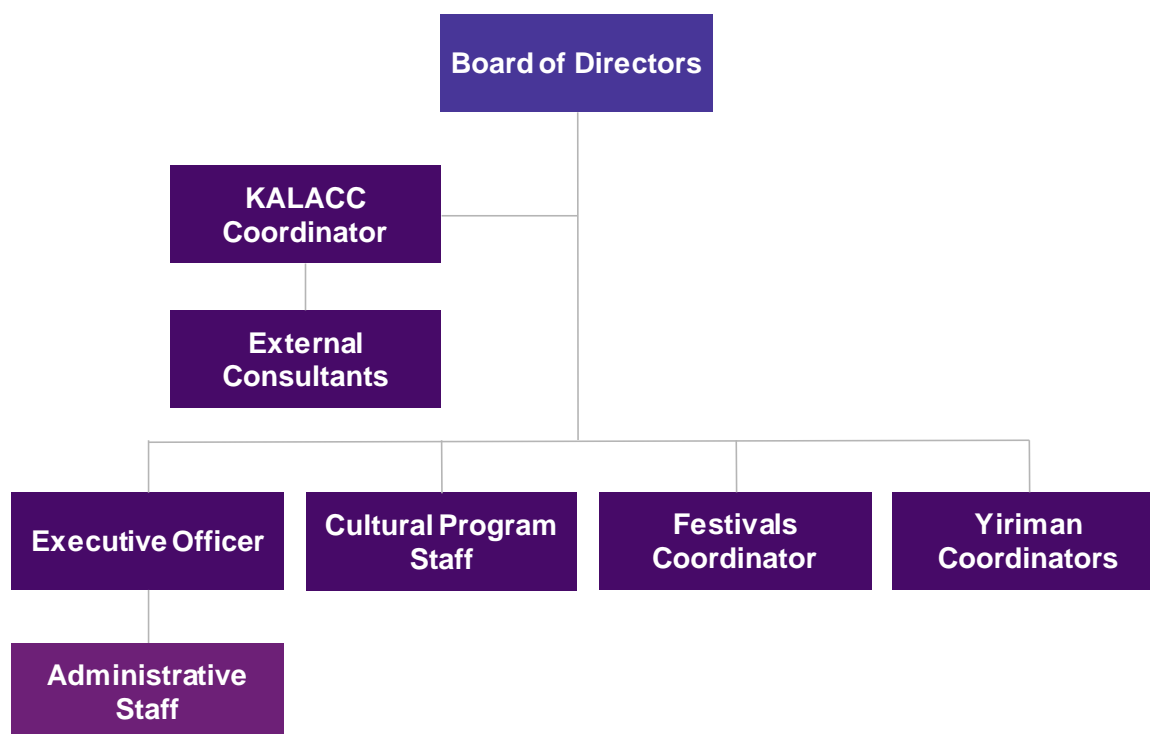 Board of Directors
KALACC
Coordinator
External
Consultants
Executive Officer
Cultural Program
Staff
Festivals
Coordinator
Yiriman
Coordinators
Administrative
Staff